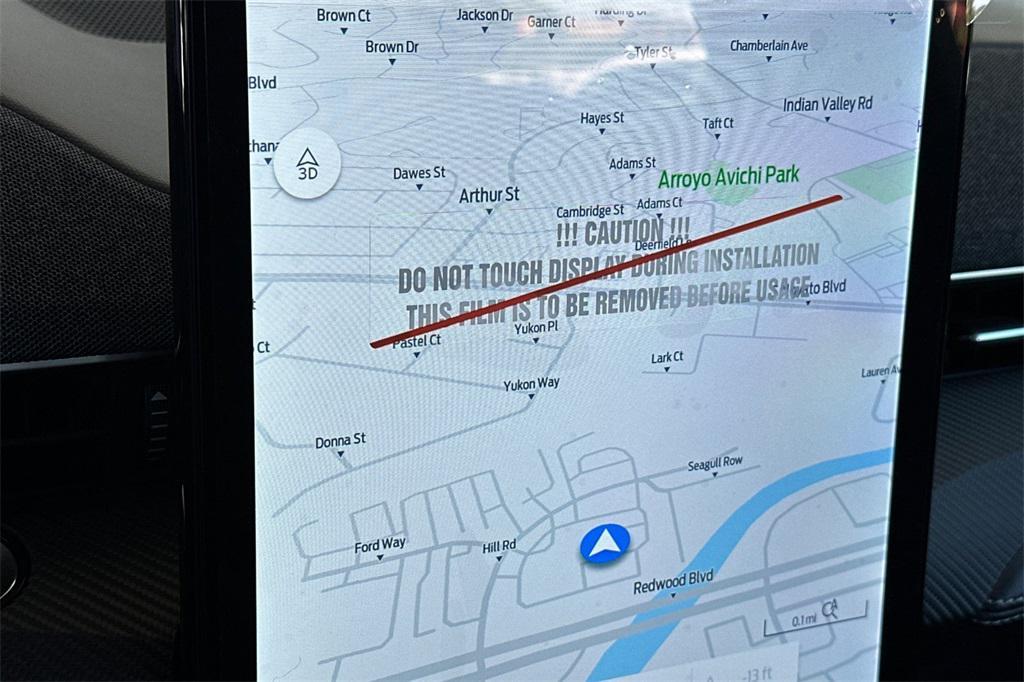 Brown Ct
Jackson Dr
Garner Ct
Brown Dr
Tyler St
Chamberlain Ave
Blvd
Indian Valley Rd
Hayes St
Taft Ct
3D
Dawes St
Adams St
Arroyo Avichi Park
Arthur St
Cambridge St
Adams Ct
!!! CAUTION !!!
DO NOT TOUCH DISPLAY DURING INSTALLATION
THIS FILM IS TO BE REMOVED BEFORE USAGE
Blvd
Yukon Pl
Pastel Ct
Ct
Lark Ct
Yukon Way
Donna St
Seagull Row
Ford Way
Hill Rd
Redwood Blvd
0.1 mi
-13 ft